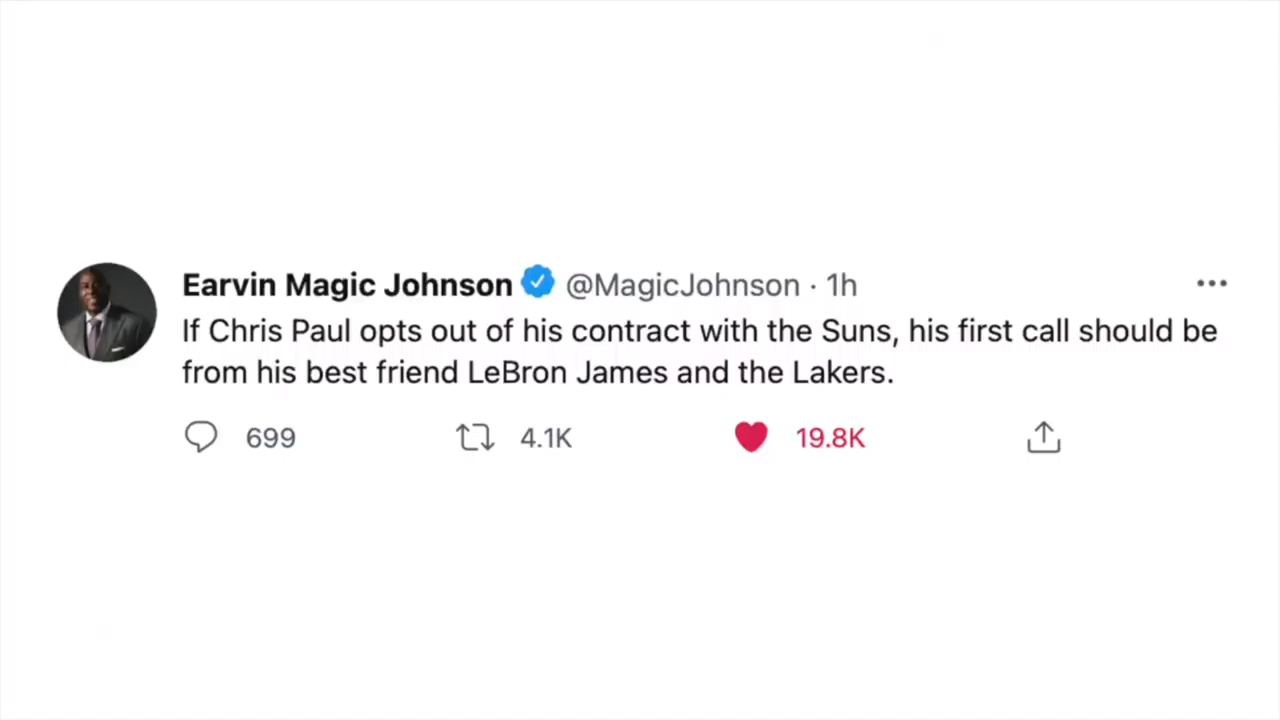 Earvin Magic Johnson @MagicJohnson · 1h
If Chris Paul opts out of his contract with the Suns, his first call should be
from his best friend LeBron James and the Lakers.
699 4.1K 19.8K